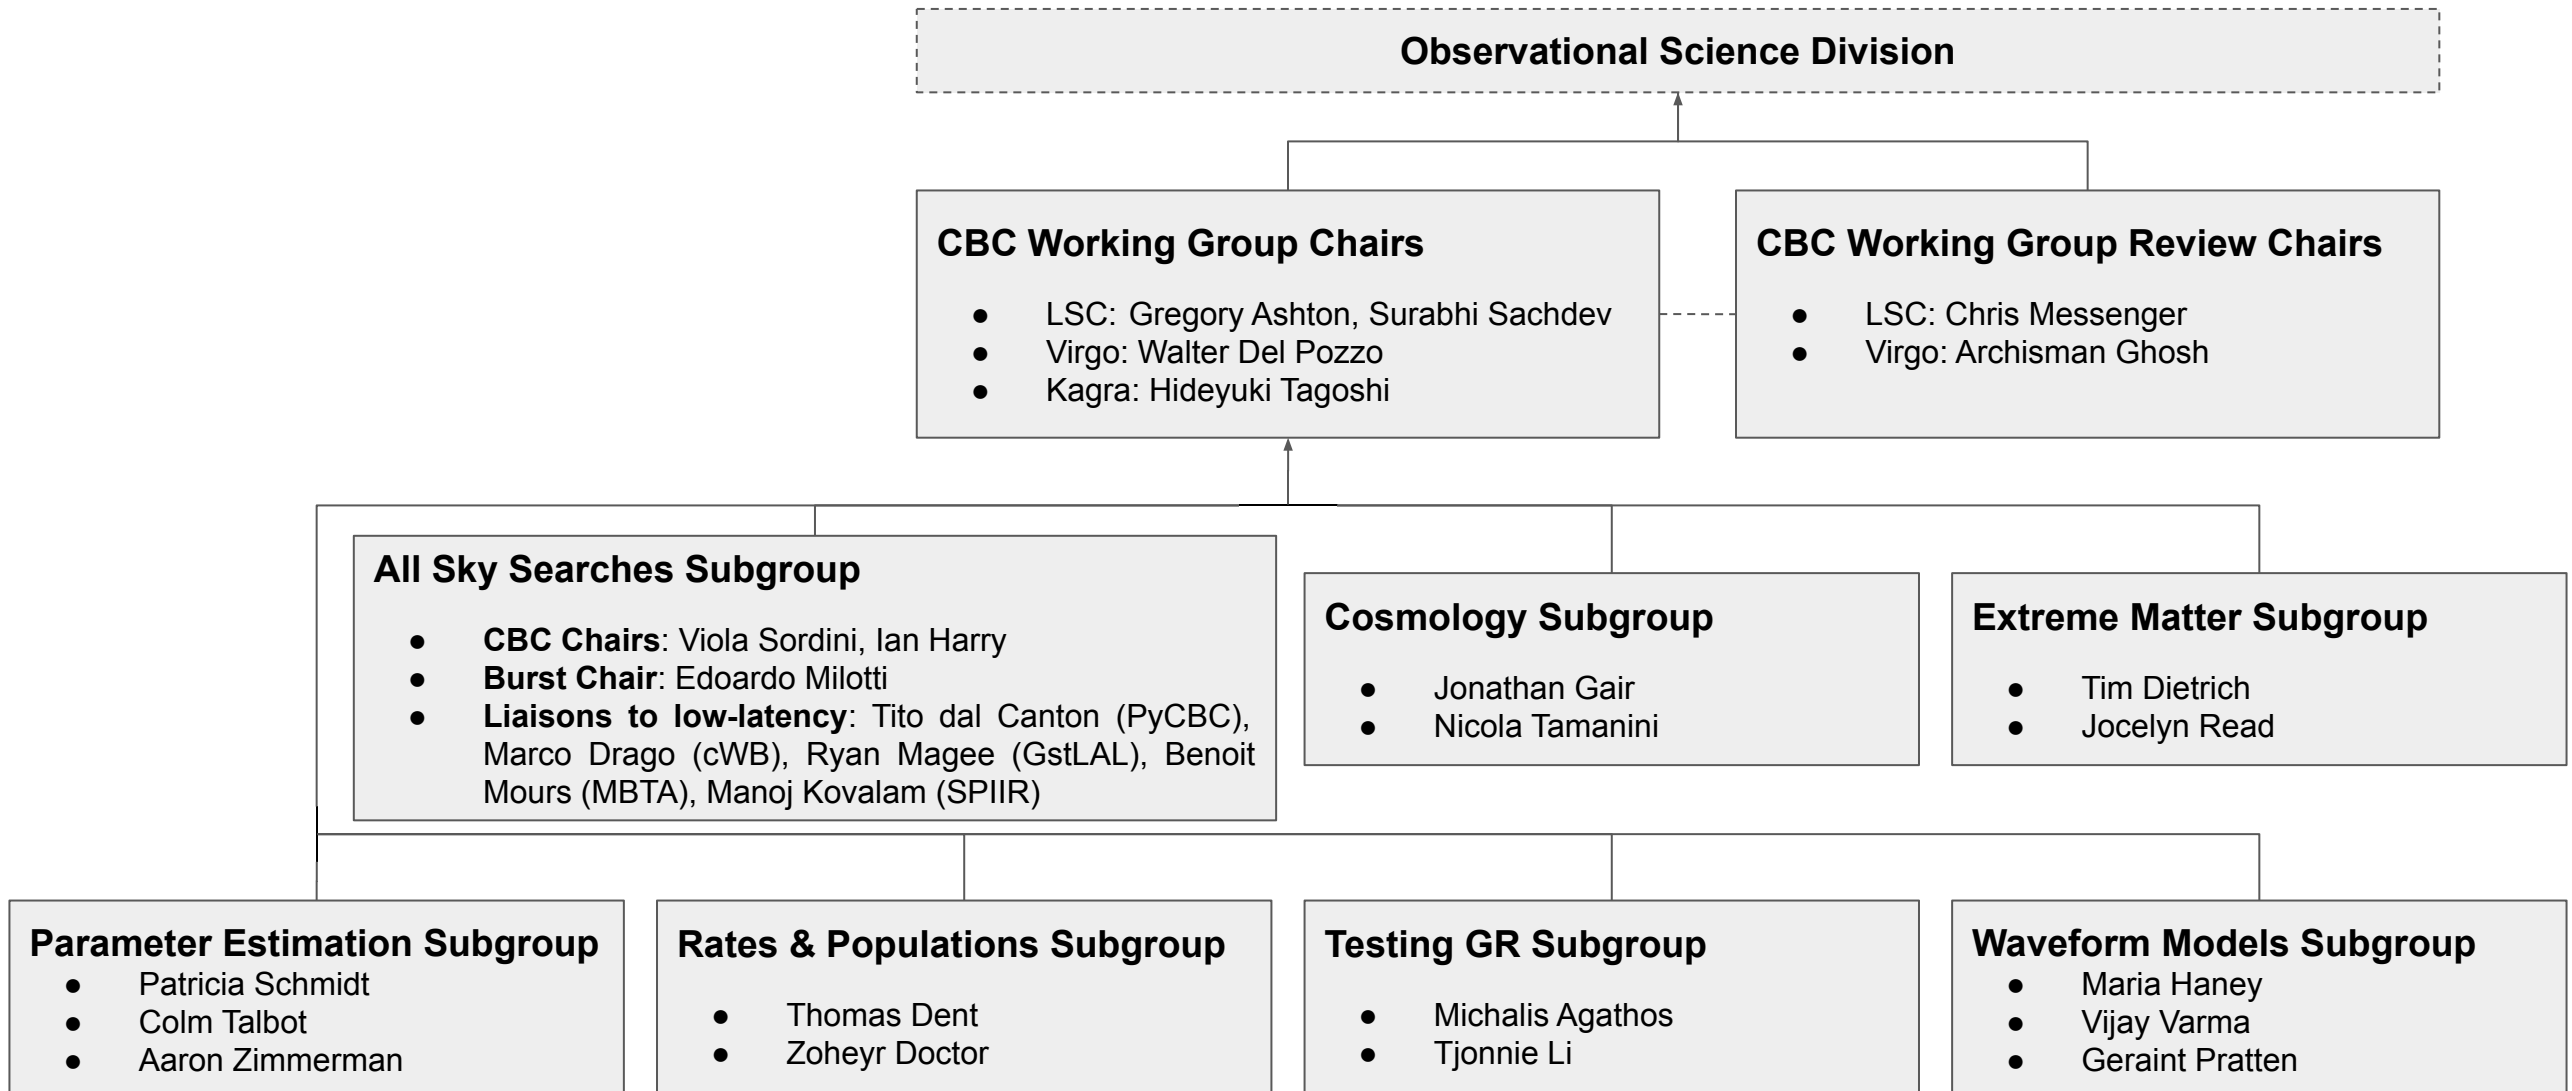 Observational Science Division
CBC Working Group Chairs
● LSC: Gregory Ashton, Surabhi Sachdev
● Virgo: Walter Del Pozzo
● Kagra: Hideyuki Tagoshi
CBC Working Group Review Chairs
● LSC: Chris Messenger
● Virgo: Archisman Ghosh
All Sky Searches Subgroup
● CBC Chairs: Viola Sordini, Ian Harry
● Burst Chair: Edoardo Milotti
● Liaisons to low-latency: Tito dal Canton (PyCBC),
Marco Drago (cWB), Ryan Magee (GstLAL), Benoit
Mours (MBTA), Manoj Kovalam (SPIIR)
Cosmology Subgroup
● Jonathan Gair
● Nicola Tamanini
Extreme Matter Subgroup
● Tim Dietrich
● Jocelyn Read
Parameter Estimation Subgroup
● Patricia Schmidt
● Colm Talbot
● Aaron Zimmerman
Rates & Populations Subgroup
● Thomas Dent
● Zoheyr Doctor
Testing GR Subgroup
● Michalis Agathos
● Tjonnie Li
Waveform Models Subgroup
● Maria Haney
● Vijay Varma
● Geraint Pratten